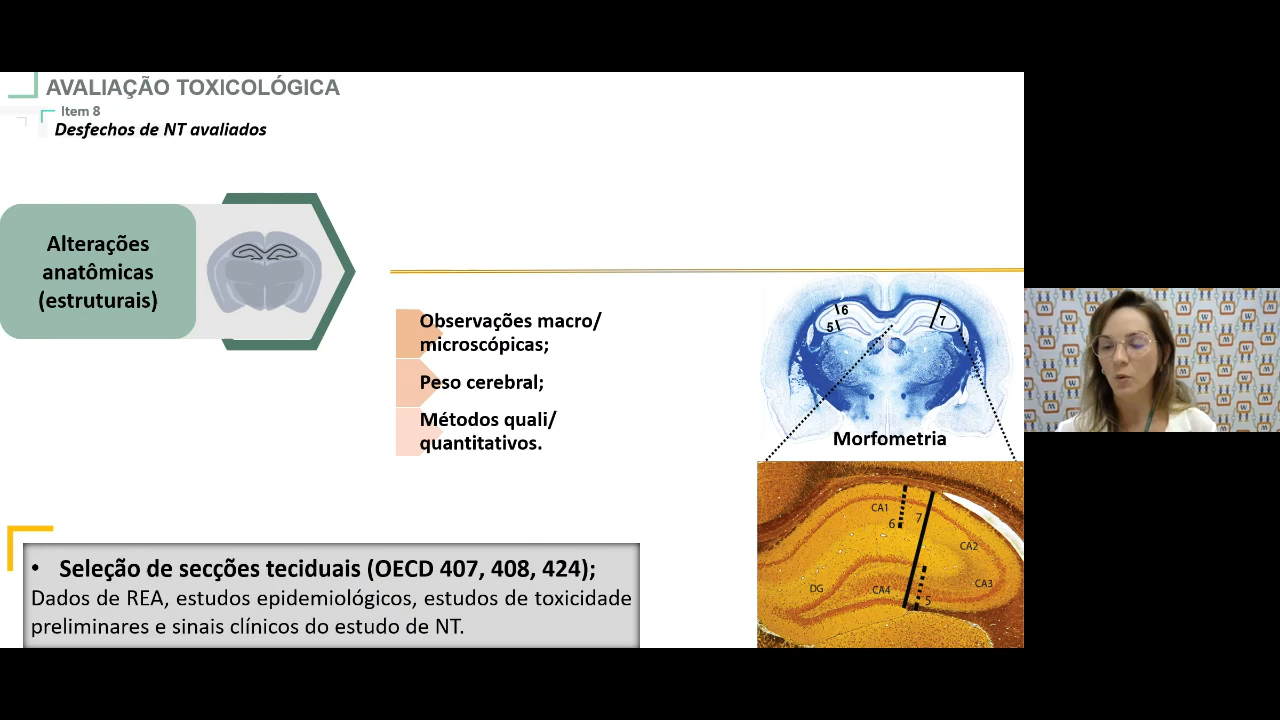 AVALIAÇÃO TOXICOLÓGICA
Item 8
Desfechos de NT avaliados
Alterações
anatômicas
(estruturais)
Observações macro/
microscópicas;
Peso cerebral;
Métodos quali/
quantitativos.
6
5
7
Morfometria
CA1
6
7
CA2
CA3
DG
CA4
5
• Seleção de secções teciduais (OECD 407, 408, 424);
Dados de REA, estudos epidemiológicos, estudos de toxicidade
preliminares e sinais clínicos do estudo de NT.